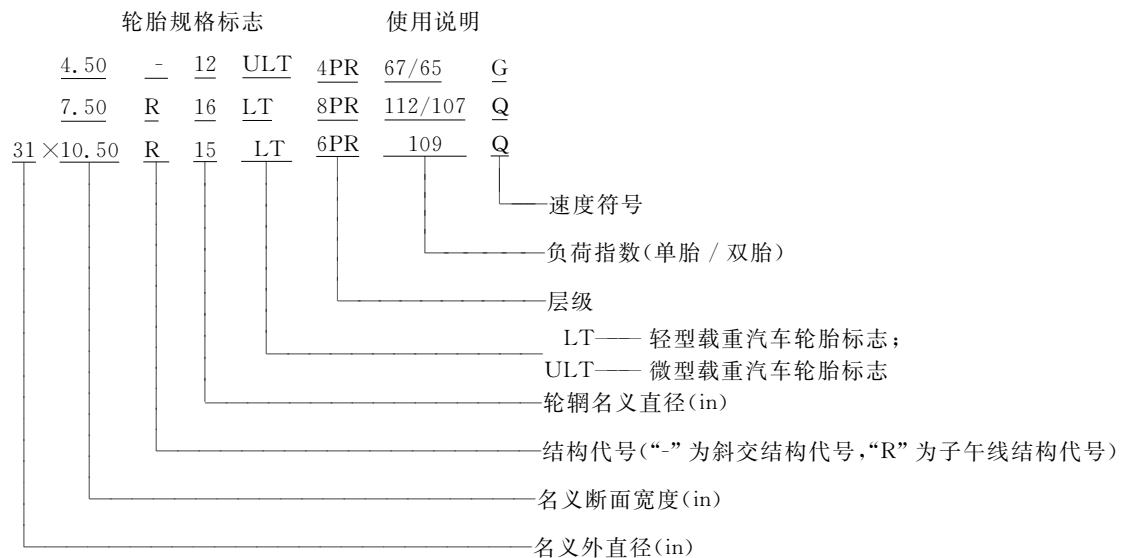 轮胎规格标志 使用说明
4.50 - 12 ULT 4PR 67/65 G
7.50 R 16 LT 8PR 112/107 Q
31×10.50 R 15 LT 6PR 109 Q
速度符号
负荷指数(单胎/双胎)
层级
LT—— 轻型载重汽车轮胎标志;
ULT—— 微型载重汽车轮胎标志
轮辋名义直径(in)
结构代号(“-”为斜交结构代号,“R”为子午线结构代号)
名义断面宽度(in)
名义外直径(in)